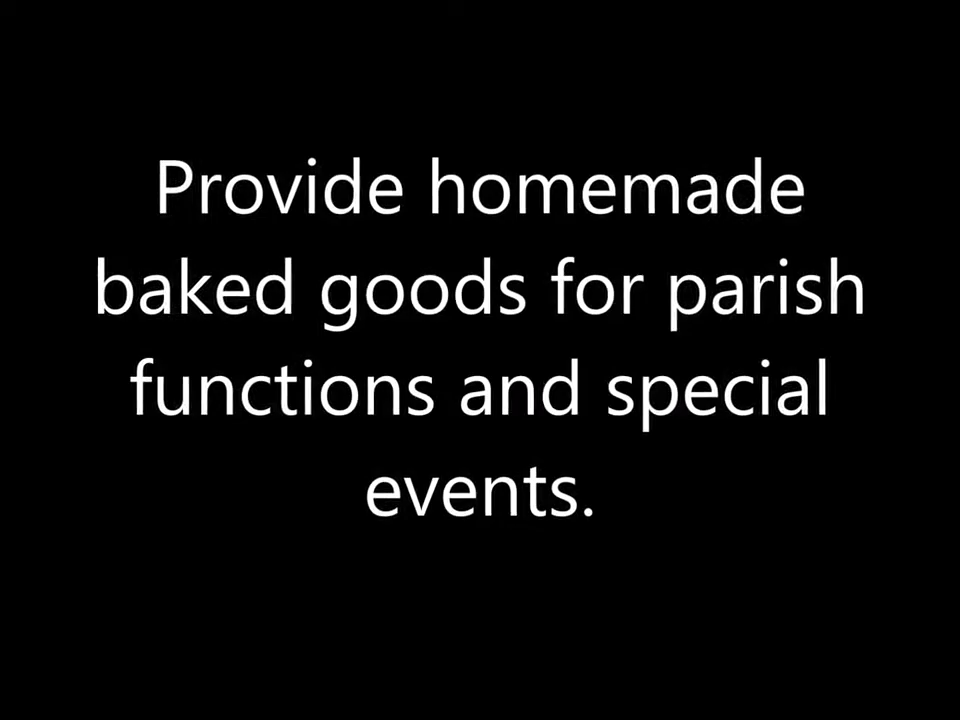 Provide homemade
baked goods for parish
functions and special
events.